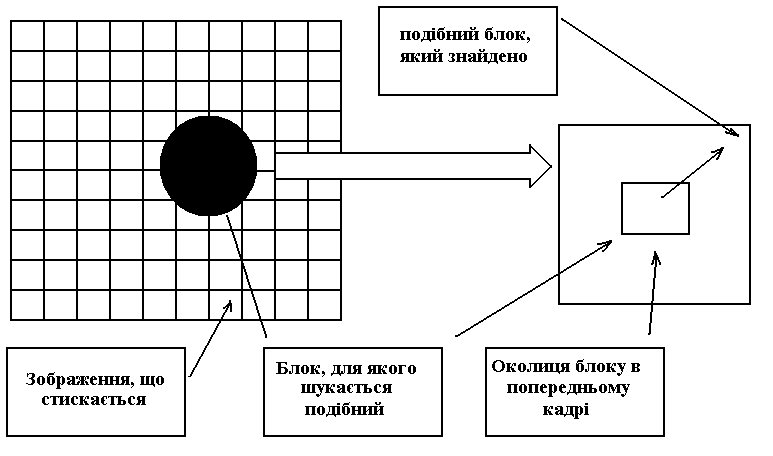 подібний блок,
який знайдено
Зображення, що
стискається
Блок, для якого
шукається
подібний
Околиця блоку в
попередньому
кадрі